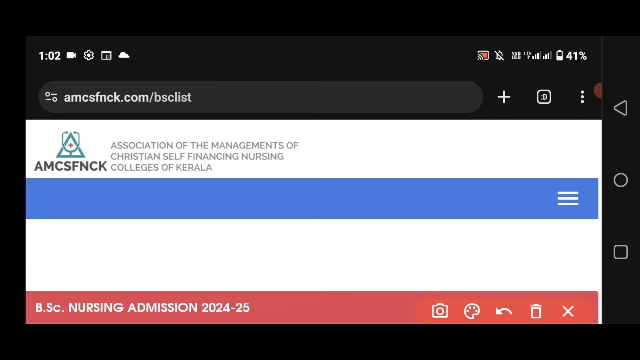 1:02
41%
amcsfnck.com/bsclist
:D
AMCSFNCK
ASSOCIATION OF THE MANAGEMENTS OF
CHRISTIAN SELF FINANCING NURSING
COLLEGES OF KERALA
B.Sc. NURSING ADMISSION 2024-25